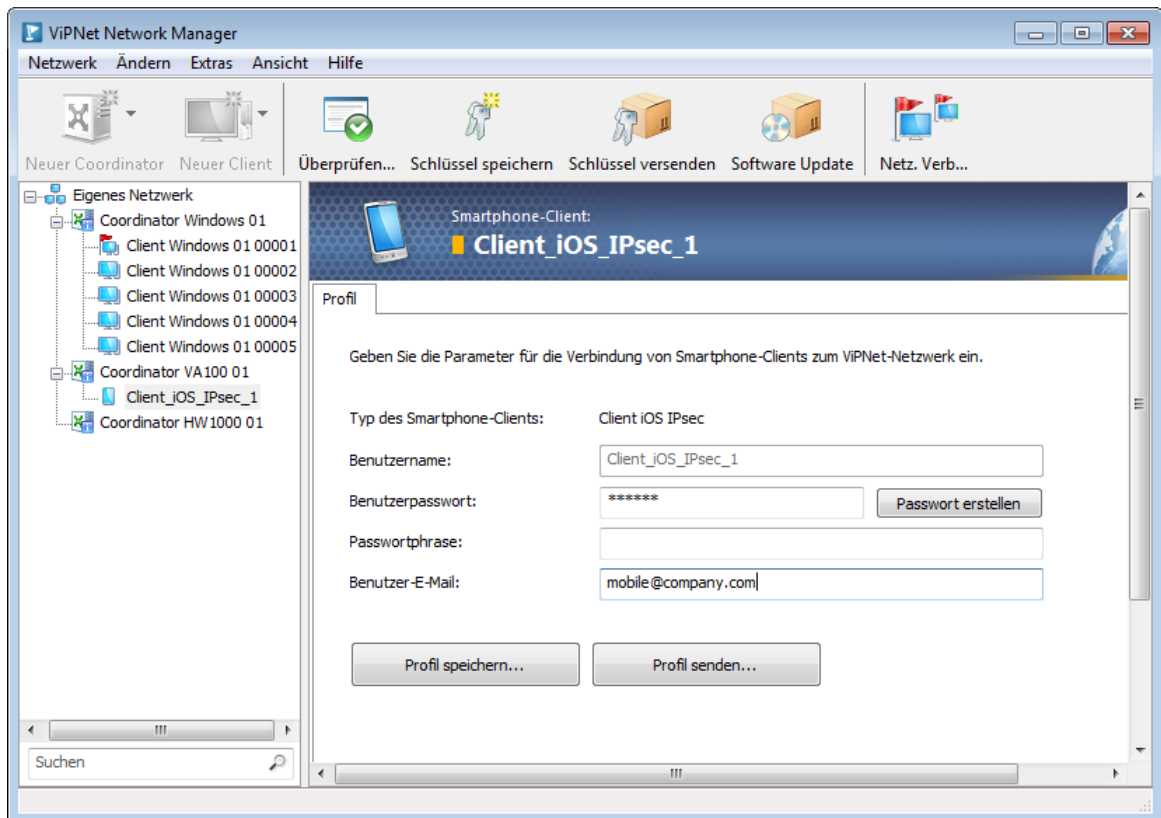 ViPNet Network Manager
Netzwerk Ändern Extras Ansicht Hilfe
Neuer Coordinator Neuer Client Überprüfen... Schlüssel speichern Schlüssel versenden Software Update Netz. Verb...
Eigenes Netzwerk
Coordinator Windows 01
Client Windows 01 00001
Client Windows 01 00002
Client Windows 01 00003
Client Windows 01 00004
Client Windows 01 00005
Coordinator VA100 01
Client_iOS_IPsec_1
Coordinator HW1000 01
Suchen
Smartphone-Client:
Client_iOS_IPsec_1
Profil
Geben Sie die Parameter für die Verbindung von Smartphone-Clients zum ViPNet-Netzwerk ein.
Typ des Smartphone-Clients: Client iOS IPsec
Benutzername: Client_iOS_IPsec_1
Benutzerpasswort: ****** Passwort erstellen
Passwortphrase:
Benutzer-E-Mail: mobile@company.com
Profil speichern... Profil senden...